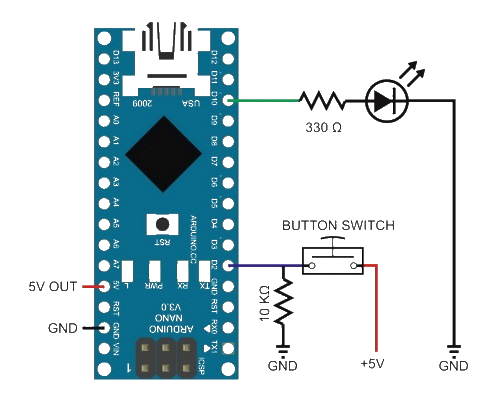 D13
3V3
REF
A0
A1
A2
A3
A4
A5
A6
A7
5V
RST
GND
VIN
D12
D11
D10
D9
D8
D7
D6
D5
D4
D3
D2
GND
RST
RX0
TX1
2009
USA
RST
ARDUINO.CC
L
PWR
RX
TX
ARDUINO
NANO
V3.0
ICSP
1
5V OUT
GND
330 Ω
BUTTON SWITCH
10 KΩ
GND
+5V
GND